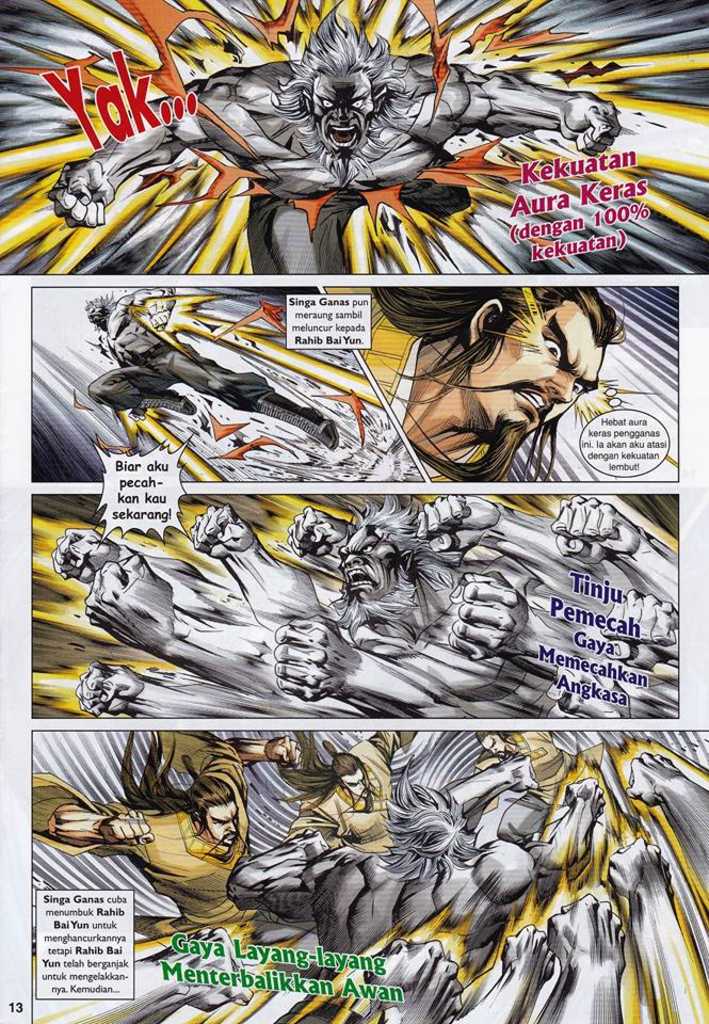 Yak...
Kekuatan
Aura Keras
(dengan 100%
kekuatan)
Singa Ganas pun
meraung sambil
meluncur kepada
Rahib Bai Yun.
Hebat aura
keras pengganas
ini. Ia akan aku atasi
dengan kekuatan
lembut!
Biar aku
pecah-
kan kau
sekarang!
Tinju
Pemecah
Gaya
Memecahkan
Angkasa
Singa Ganas cuba
menumbuk Rahib
Bai Yun untuk
menghancurkannya
tetapi Rahib Bai
Yun telah berganjak
untuk mengelakkan-
nya. Kemudian...
Gaya Layang-layang
Menterbalikkan Awan
13